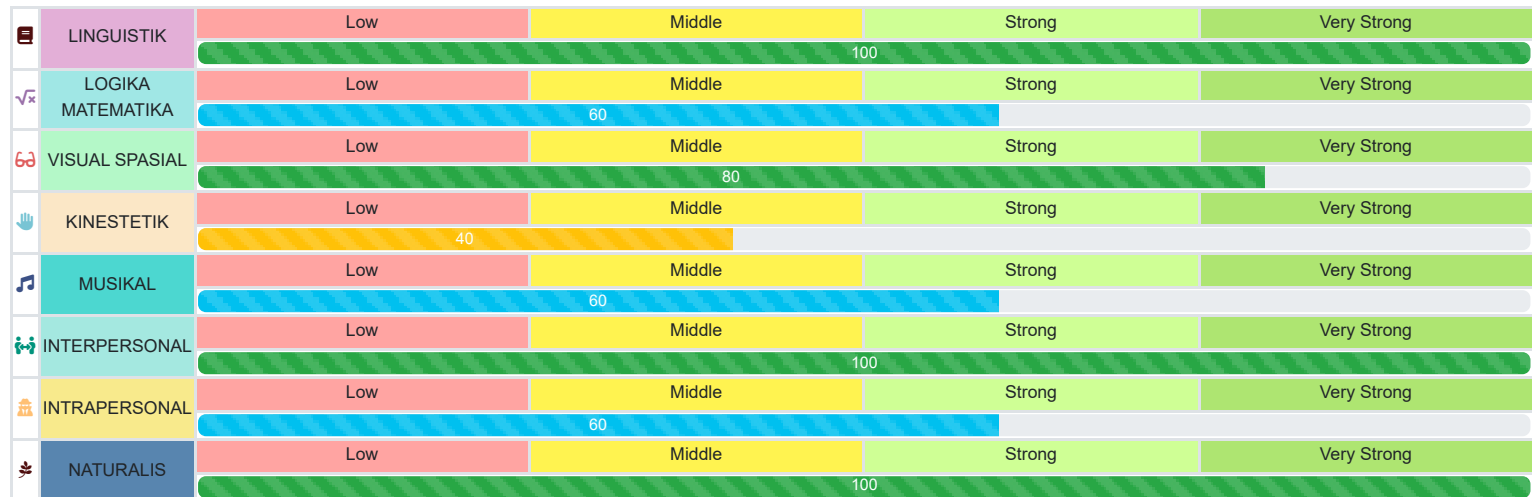 LINGUISTIK
Low Middle Strong Very Strong
100
LOGIKA
MATEMATIKA
Low Middle Strong Very Strong
60
VISUAL SPASIAL
Low Middle Strong Very Strong
80
KINESTETIK
Low Middle Strong Very Strong
40
MUSIKAL
Low Middle Strong Very Strong
60
INTERPERSONAL
Low Middle Strong Very Strong
100
INTRAPERSONAL
Low Middle Strong Very Strong
60
NATURALIS
Low Middle Strong Very Strong
100